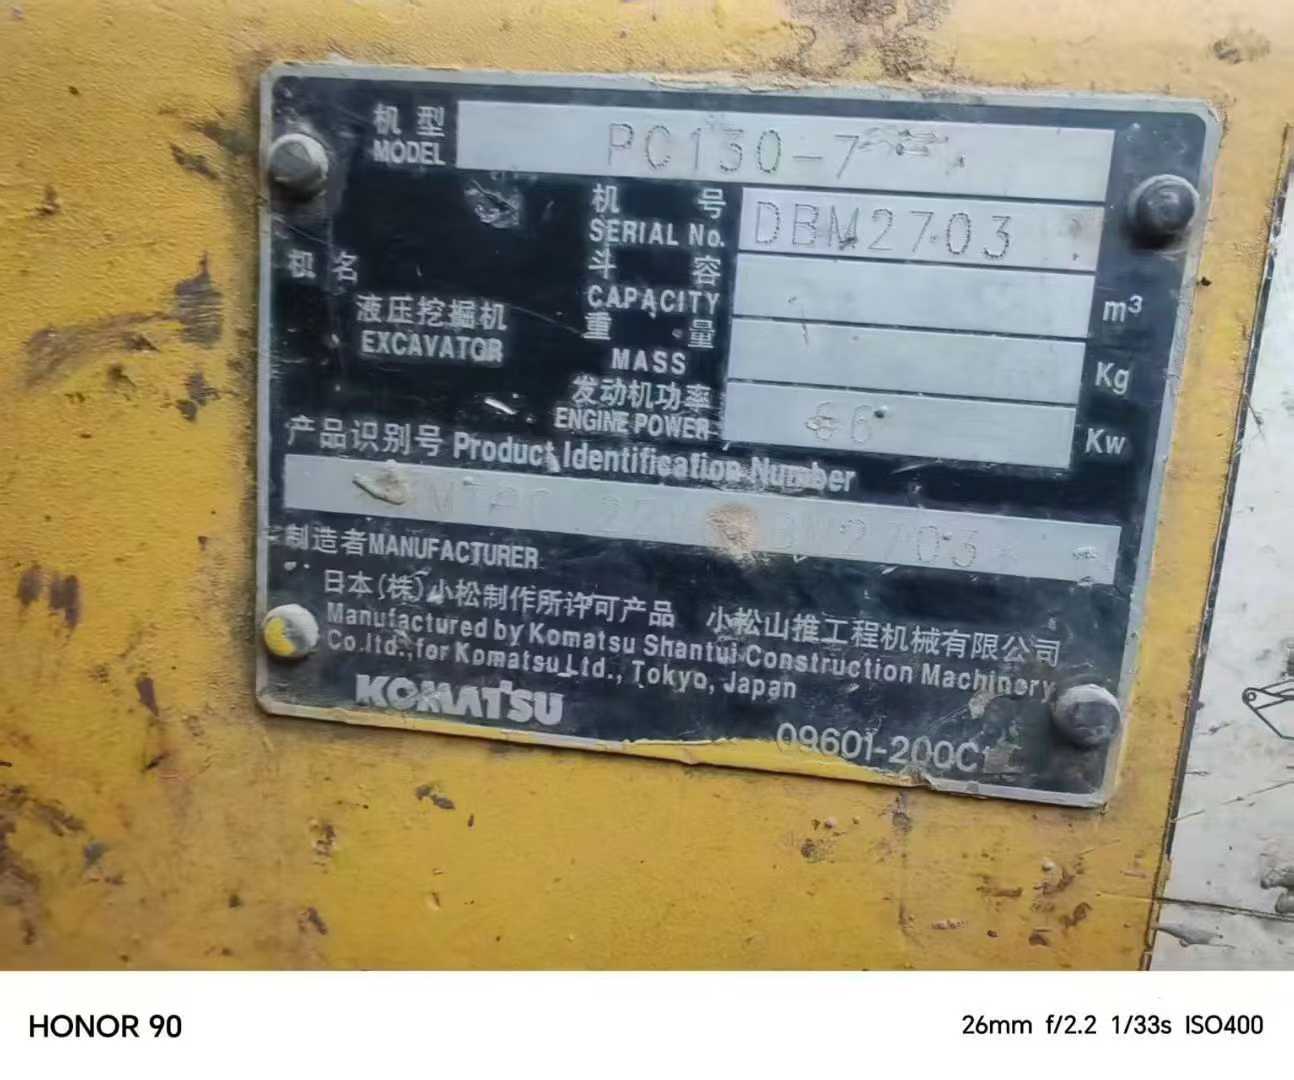 机型 PC130-7
MODEL
机号 DBM2703
SERIAL No.
机名
斗容
CAPACITY m³
液压挖掘机
EXCAVATOR
重量
MASS Kg
发动机功率 66
ENGINE POWER Kw
产品识别号 Product Identification Number
制造者MANUFACTURER
日本(株)小松制作所许可产品 小松山推工程机械有限公司
Manufactured by Komatsu Shantui Construction Machinery
Co.ltd.,for Komatsu Ltd., Tokyo, Japan
KOMATSU
HONOR 90
26mm f/2.2 1/33s ISO400